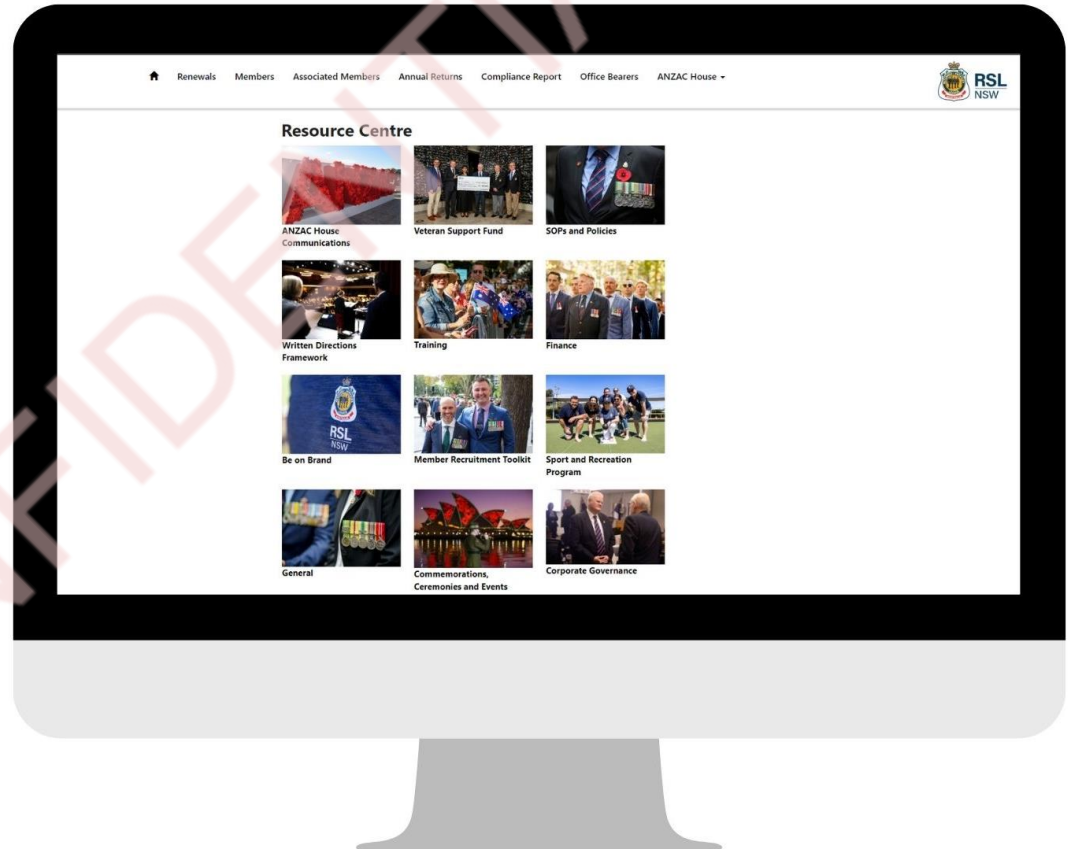 Renewals Members Associated Members Annual Returns Compliance Report Office Bearers ANZAC House
RSL
NSW
Resource Centre
ANZAC House
Communications
Veteran Support Fund
SOPs and Policies
Written Directions
Framework
Training
Finance
RSL
NSW
Be on Brand
Member Recruitment Toolkit
Sport and Recreation
Program
General
Commemorations,
Ceremonies and Events
Corporate Governance